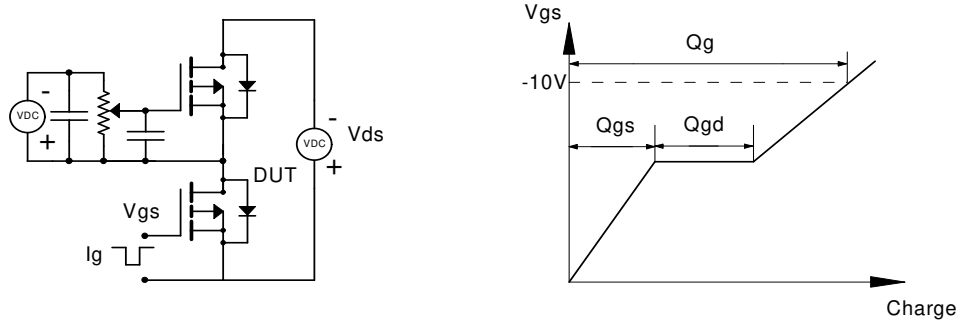 -
VDC
+
-
VDC
+
Vds
DUT
Vgs
Ig
Vgs
Qg
-10V
Qgs
Qgd
Charge